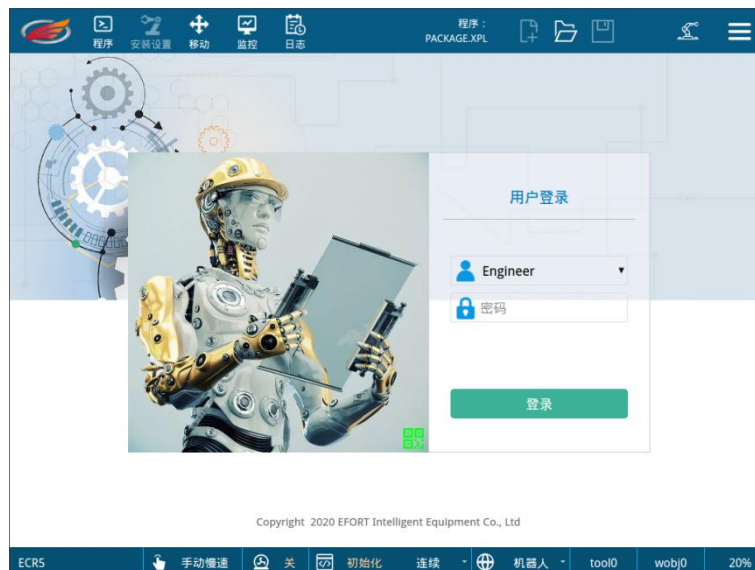 程序：
PACKAGE.XPL
程序
安装设置
移动
监控
日志
用户登录
Engineer
密码
登录
Copyright 2020 EFORT Intelligent Equipment Co., Ltd
ECR5
手动慢速
关
初始化
连续
机器人
tool0
wobj0
20%